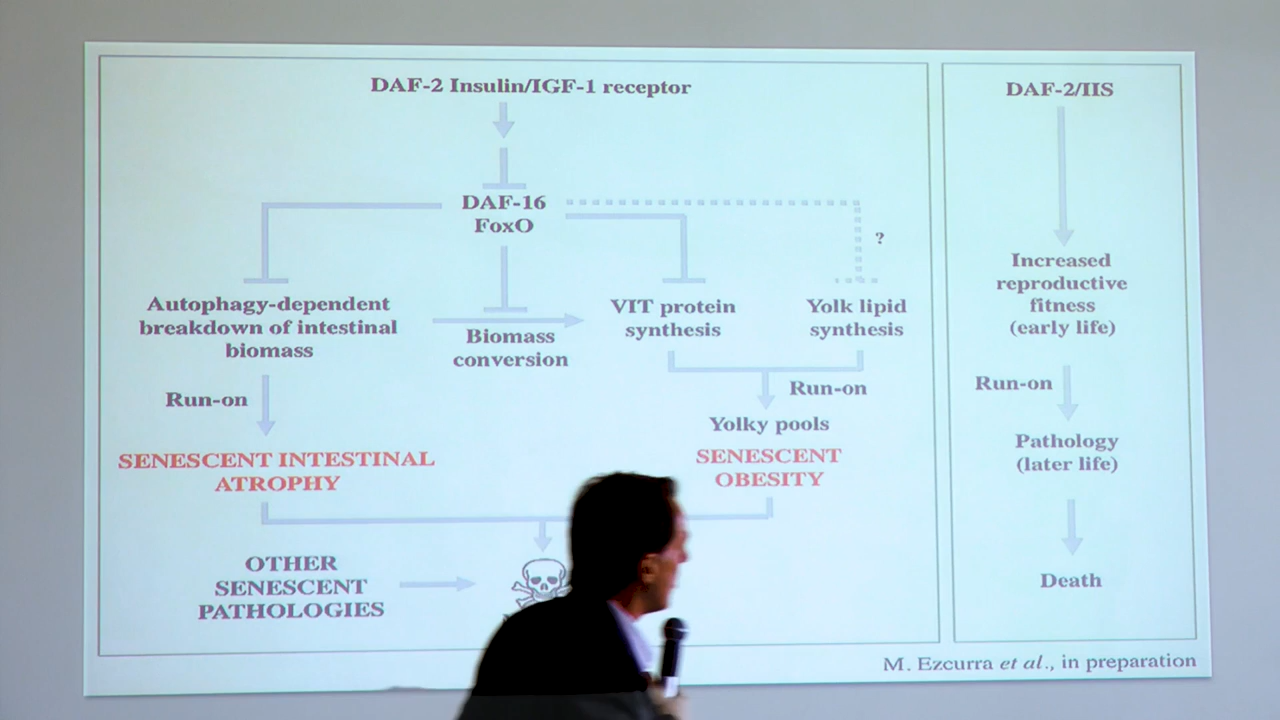 DAF-2 Insulin/IGF-1 receptor
DAF-16
FoxO
?
Autophagy-dependent
breakdown of intestinal
biomass
Biomass
conversion
VIT protein
synthesis
Yolk lipid
synthesis
Run-on
Run-on
Yolky pools
SENESCENT INTESTINAL
ATROPHY
SENESCENT
OBESITY
OTHER
SENESCENT
PATHOLOGIES
DAF-2/IIS
Increased
reproductive
fitness
(early life)
Run-on
Pathology
(later life)
Death
M. Ezcurra et al., in preparation